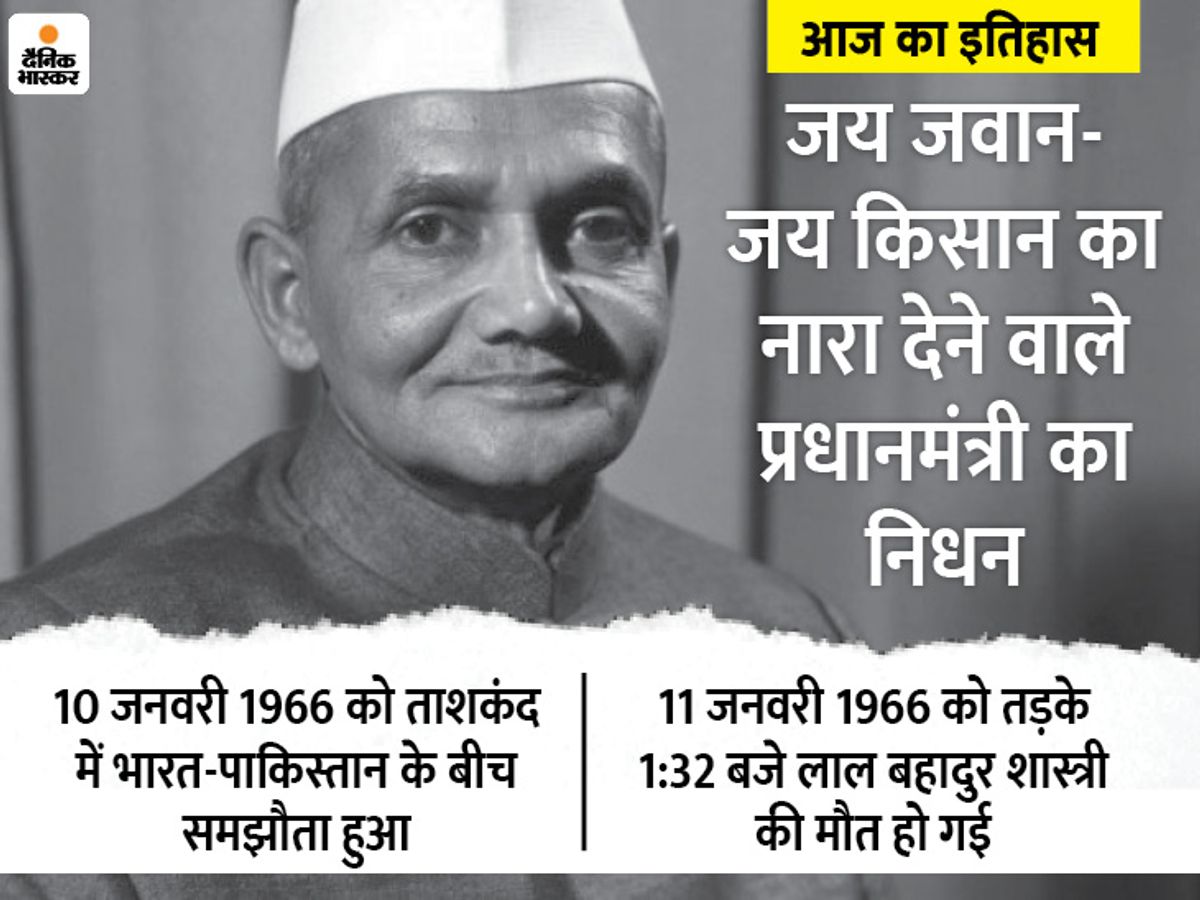 दैनिक
भास्कर
आज का इतिहास
जय जवान-
जय किसान का
नारा देने वाले
प्रधानमंत्री का
निधन
10 जनवरी 1966 को ताशकंद
में भारत-पाकिस्तान के बीच
समझौता हुआ
11 जनवरी 1966 को तड़के
1:32 बजे लाल बहादुर शास्त्री
की मौत हो गई